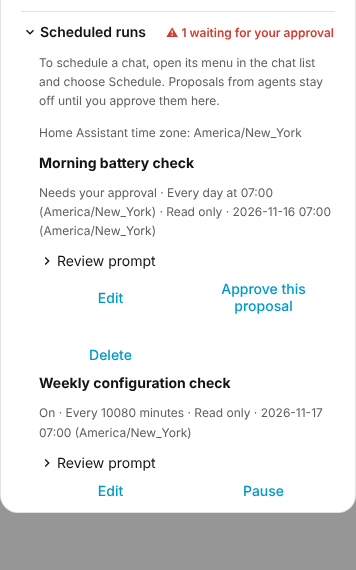 Scheduled runs ⚠ 1 waiting for your approval
To schedule a chat, open its menu in the chat list
and choose Schedule. Proposals from agents stay
off until you approve them here.
Home Assistant time zone: America/New_York
Morning battery check
Needs your approval · Every day at 07:00
(America/New_York) · Read only · 2026-11-16 07:00
(America/New_York)
Review prompt
Edit
Approve this
proposal
Delete
Weekly configuration check
On · Every 10080 minutes · Read only · 2026-11-17
07:00 (America/New_York)
Review prompt
Edit
Pause